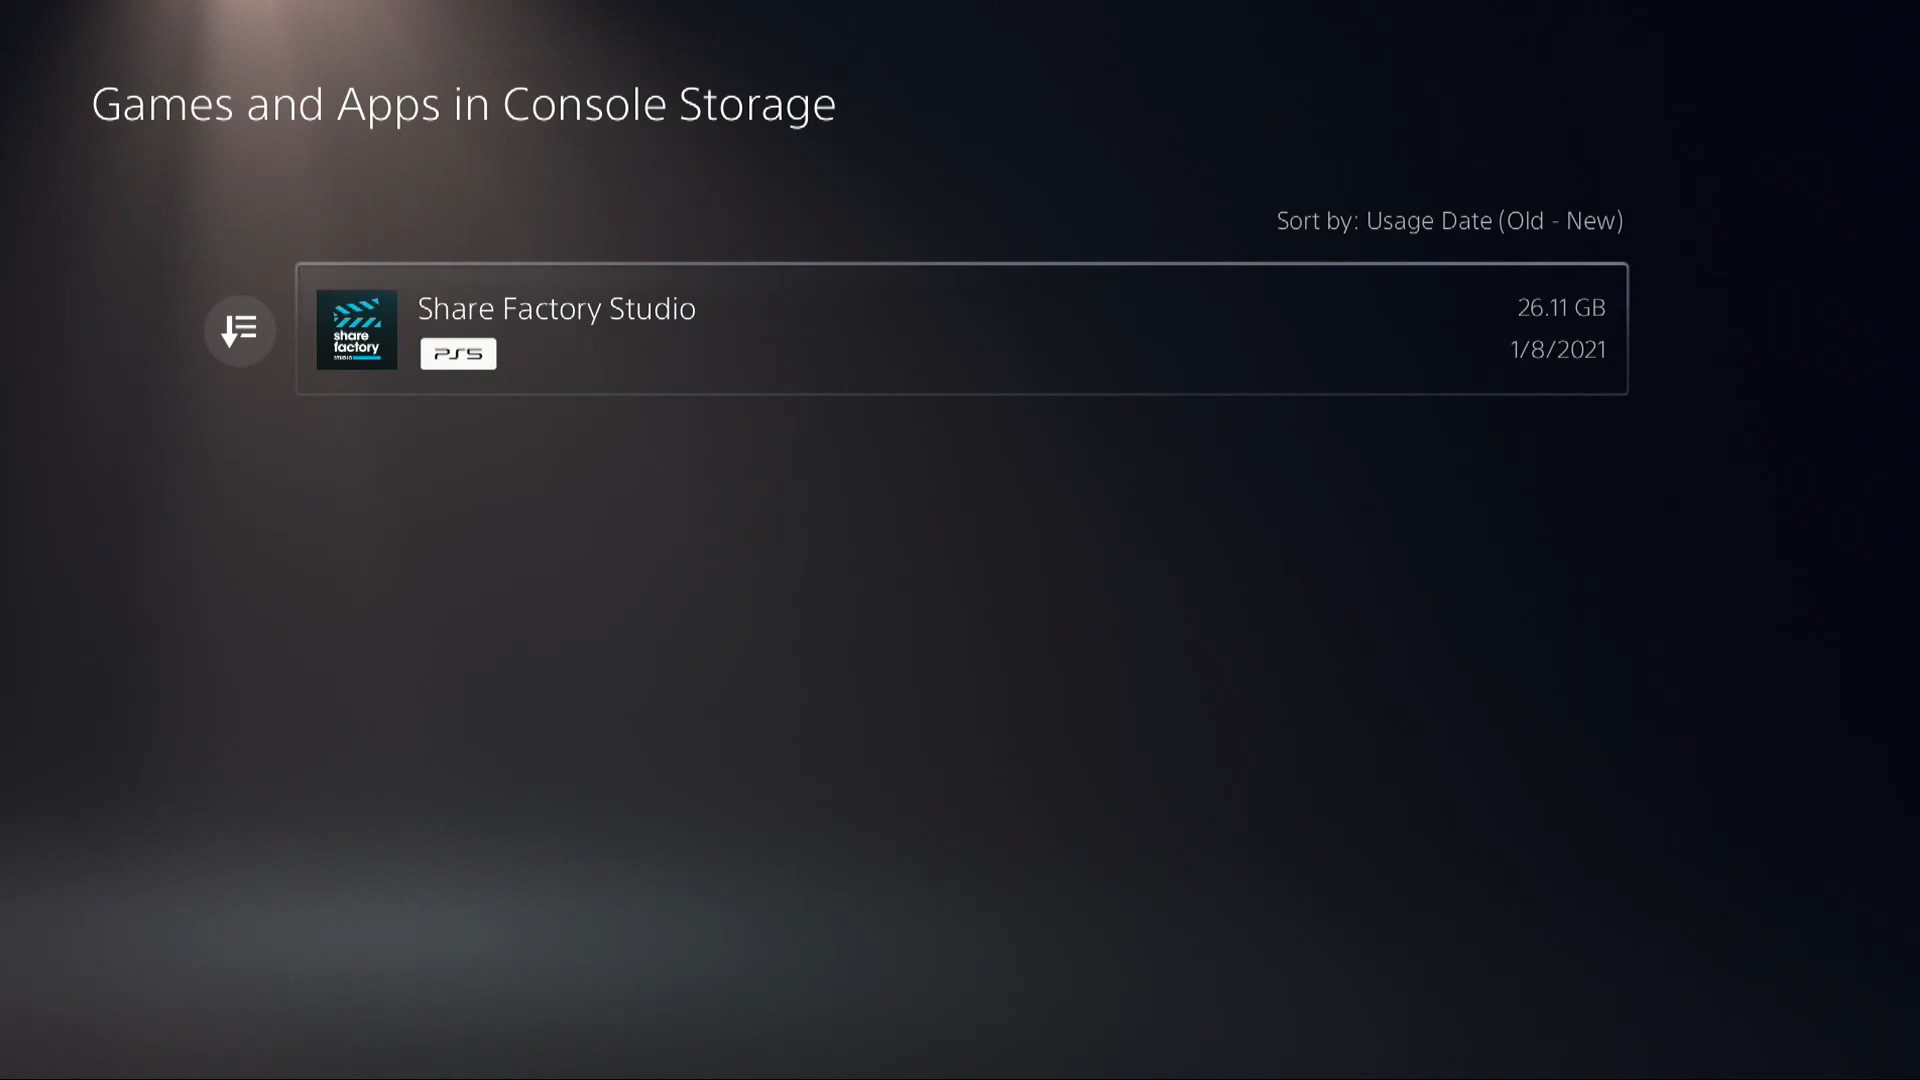 Games and Apps in Console Storage
Sort by: Usage Date (Old - New)
share
factory
STUDIO
Share Factory Studio
PS5
26.11 GB
1/8/2021